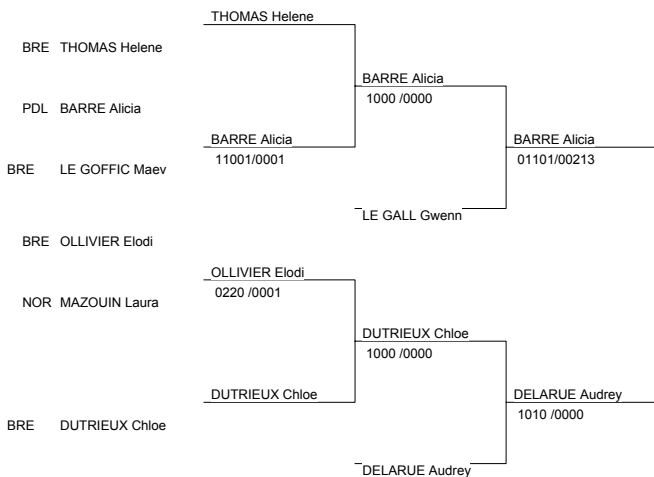 THOMAS Helene
BRE THOMAS Helene
BARRE Alicia
1000 /0000
PDL BARRE Alicia
BARRE Alicia
11001/0001
BARRE Alicia
01101/00213
BRE LE GOFFIC Maev
LE GALL Gwenn
BRE OLLIVIER Elodi
OLLIVIER Elodi
0220 /0001
NOR MAZOUIN Laura
DUTRIEUX Chloe
1000 /0000
DUTRIEUX Chloe
DELARUE Audrey
1010 /0000
BRE DUTRIEUX Chloe
DELARUE Audrey